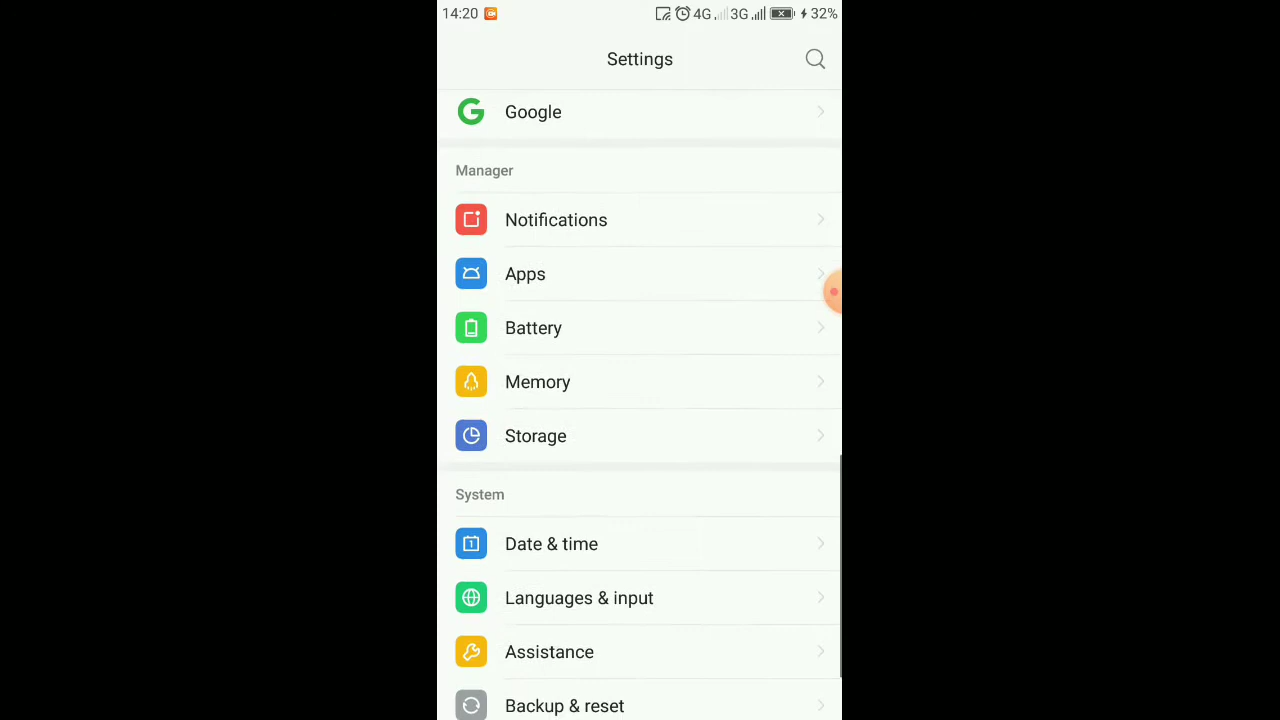 14:20 4G 3G 32%
Settings
Google
Manager
Notifications
Apps
Battery
Memory
Storage
System
Date & time
Languages & input
Assistance
Backup & reset